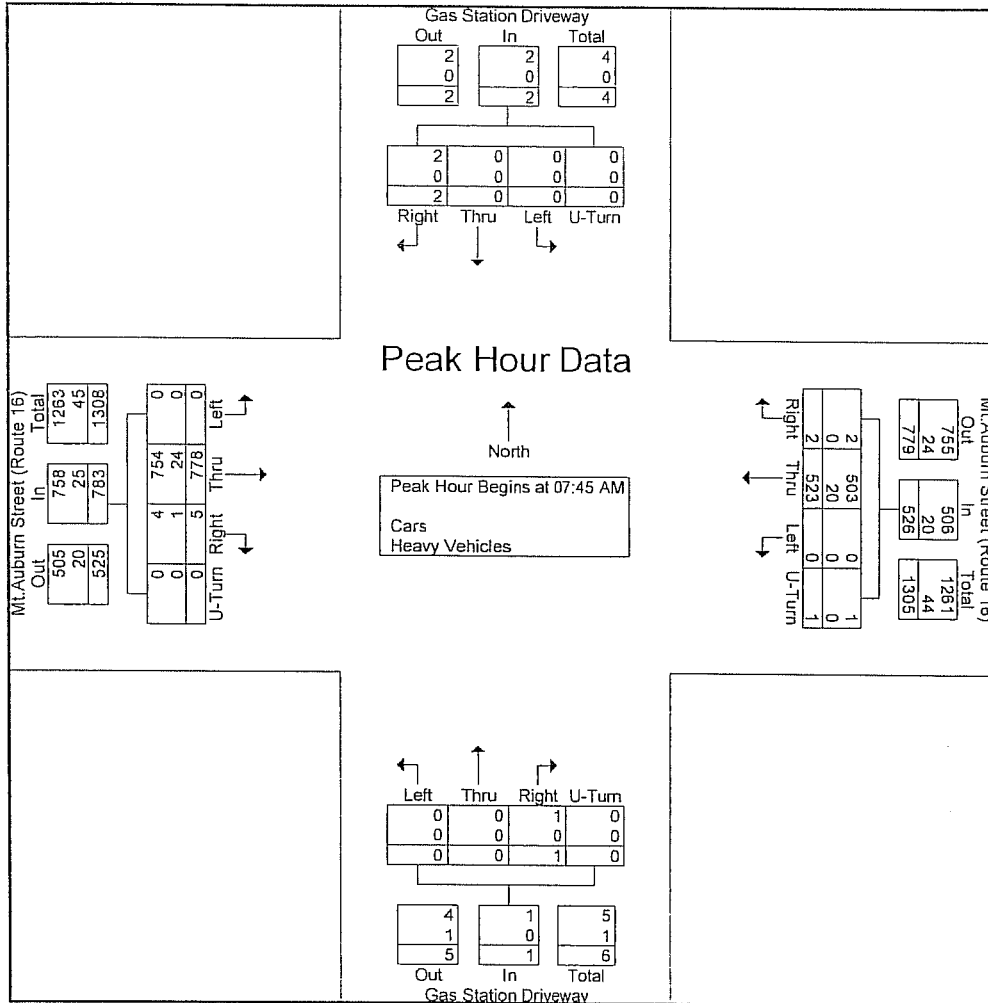 Gas Station Driveway
Out In Total
2 2 4
0 0 0
2 2 4
2 0 0 0
0 0 0 0
2 0 0 0
Right Thru Left U-Turn
Peak Hour Data
North
Peak Hour Begins at 07:45 AM
Cars
Heavy Vehicles
Mt.Auburn Street (Route 16)
Out In Total
505 758 1263
20 25 45
525 783 1308
0 4 754 0
0 1 24 0
0 5 778 0
U-Turn Right Thru Left
Mt.Auburn Street (Route 16)
Out In Total
755 506 1261
24 20 44
779 526 1305
2 503 0 1
0 20 0 0
2 523 0 1
Right Thru Left U-Turn
Left Thru Right U-Turn
0 0 1 0
0 0 0 0
0 0 1 0
4 1 5
1 0 1
5 1 6
Out In Total
Gas Station Driveway